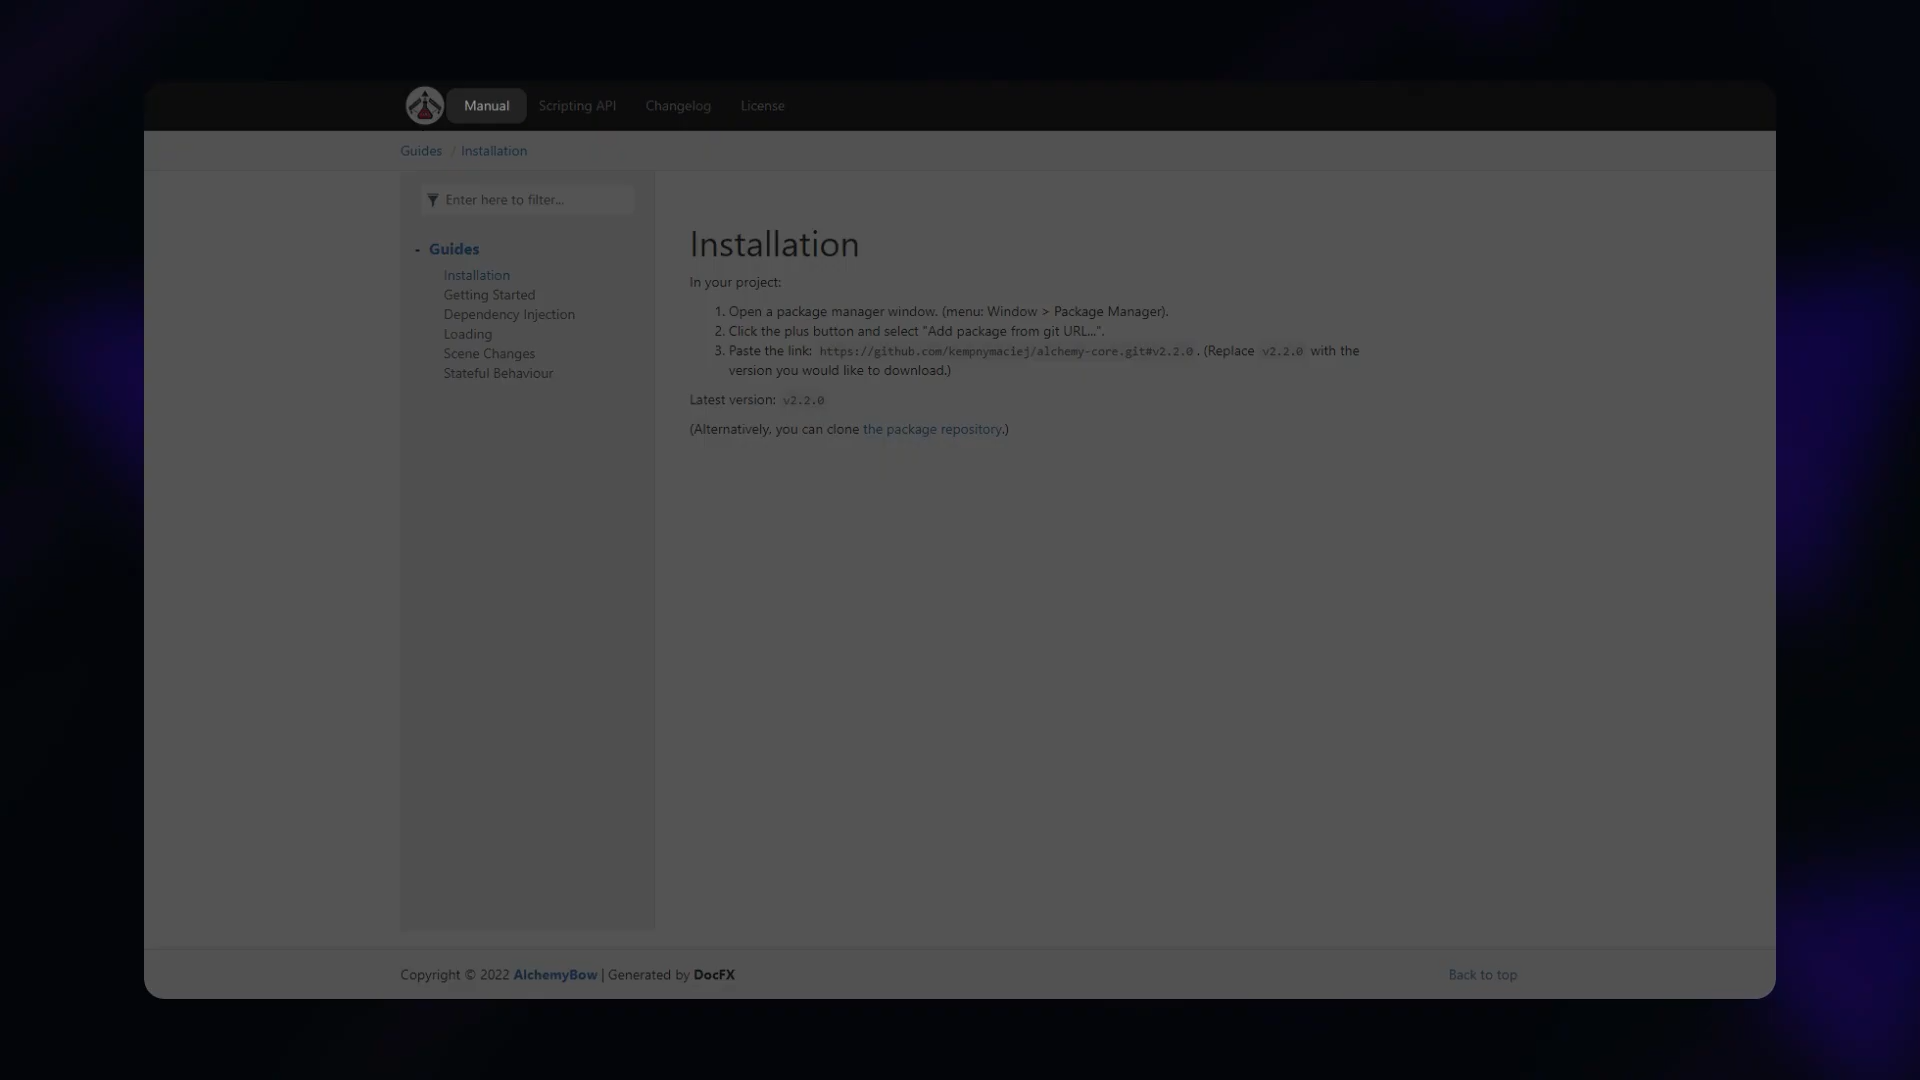 Manual Scripting API Changelog License
Guides / Installation
Enter here to filter...
- Guides
Installation
Getting Started
Dependency Injection
Loading
Scene Changes
Stateful Behaviour
Installation
In your project:
1. Open a package manager window. (menu: Window > Package Manager).
2. Click the plus button and select "Add package from git URL...".
3. Paste the link: https://github.com/kempnymaciej/alchemy-core.git#v2.2.0 . (Replace v2.2.0 with the
version you would like to download.)
Latest version: v2.2.0
(Alternatively, you can clone the package repository.)
Copyright © 2022 AlchemyBow | Generated by DocFX
Back to top